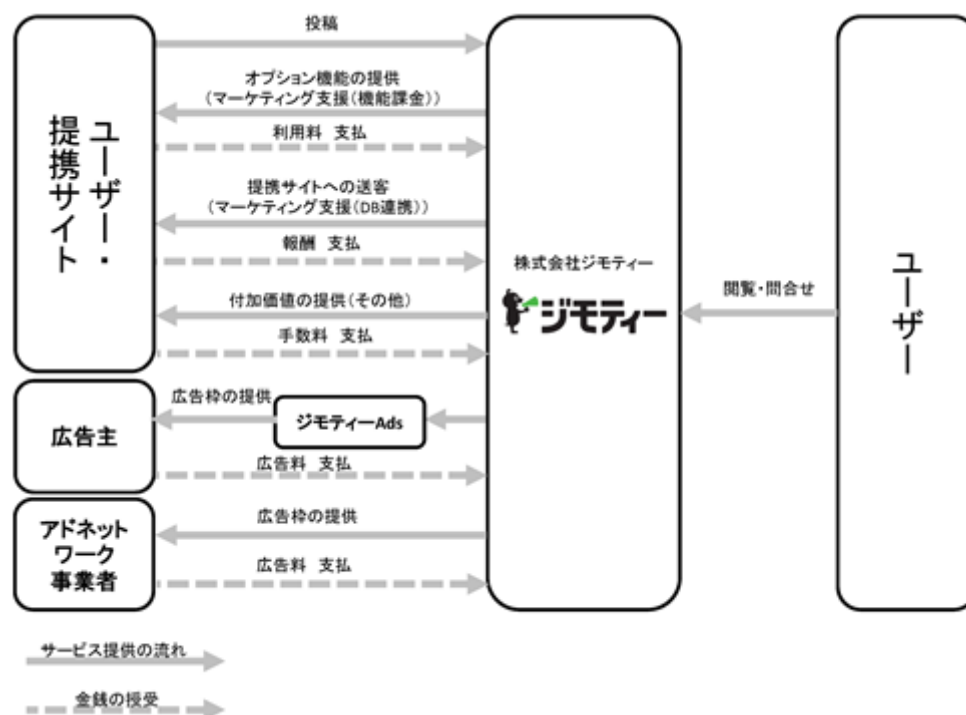 投稿
オプション機能の提供
(マーケティング支援(機能課金))
利用料 支払
提携サイトへの送客
(マーケティング支援(DB連携))
報酬 支払
付加価値の提供(その他)
手数料 支払
ユーザー・
提携サイト
株式会社ジモティー
ジモティー
閲覧・問合せ
ユーザー
広告枠の提供
ジモティーAds
広告主
広告料 支払
広告枠の提供
アドネット
ワーク
事業者
広告料 支払
サービス提供の流れ
金銭の授受